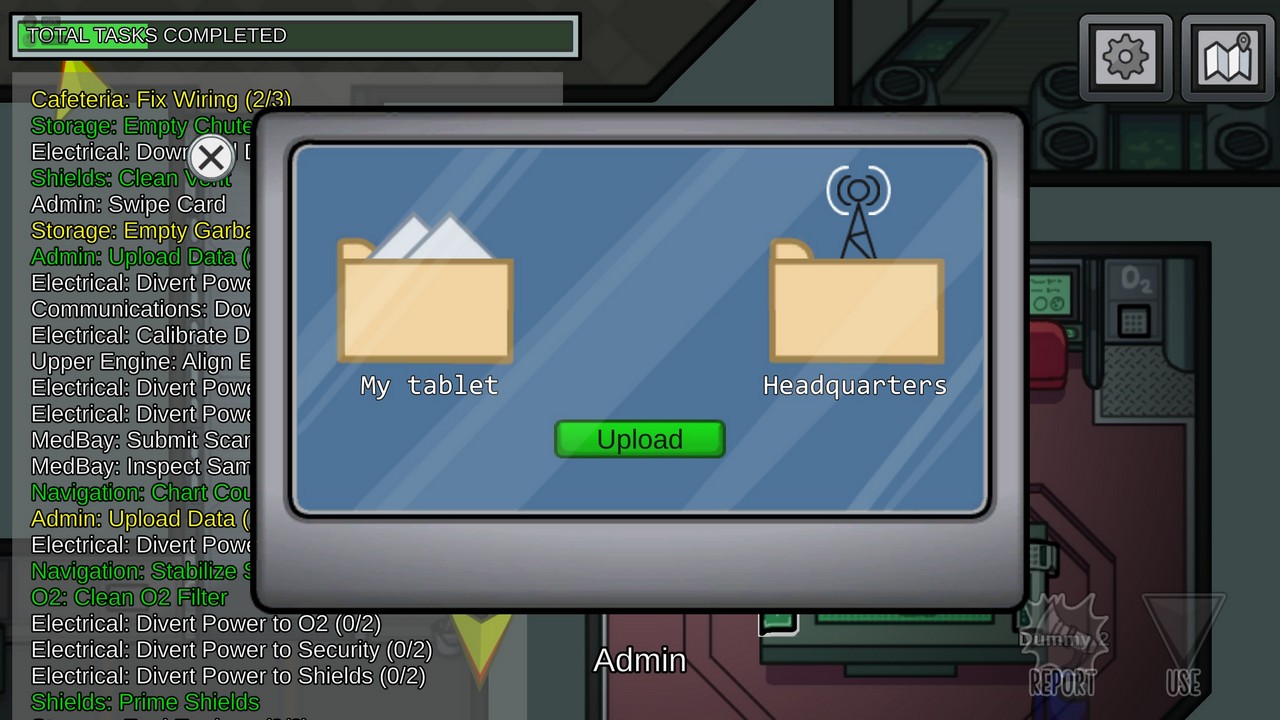 TOTAL TASKS COMPLETED
Cafeteria: Fix Wiring (2/3)
Storage: Empty Chute
Electrical: Down D
Shields: Clean Vent
Admin: Swipe Card
Storage: Empty Garba
Admin: Upload Data (
Electrical: Divert Powe
Communications: Dow
Electrical: Calibrate D
Upper Engine: Align E
Electrical: Divert Powe
Electrical: Divert Powe
MedBay: Submit Scan
MedBay: Inspect Sam
Navigation: Chart Cou
Admin: Upload Data (
Electrical: Divert Powe
Navigation: Stabilize S
O2: Clean O2 Filter
Electrical: Divert Power to O2 (0/2)
Electrical: Divert Power to Security (0/2)
Electrical: Divert Power to Shields (0/2)
Shields: Prime Shields
My tablet
Headquarters
Upload
O2
Admin
Dummy 2
REPORT
USE